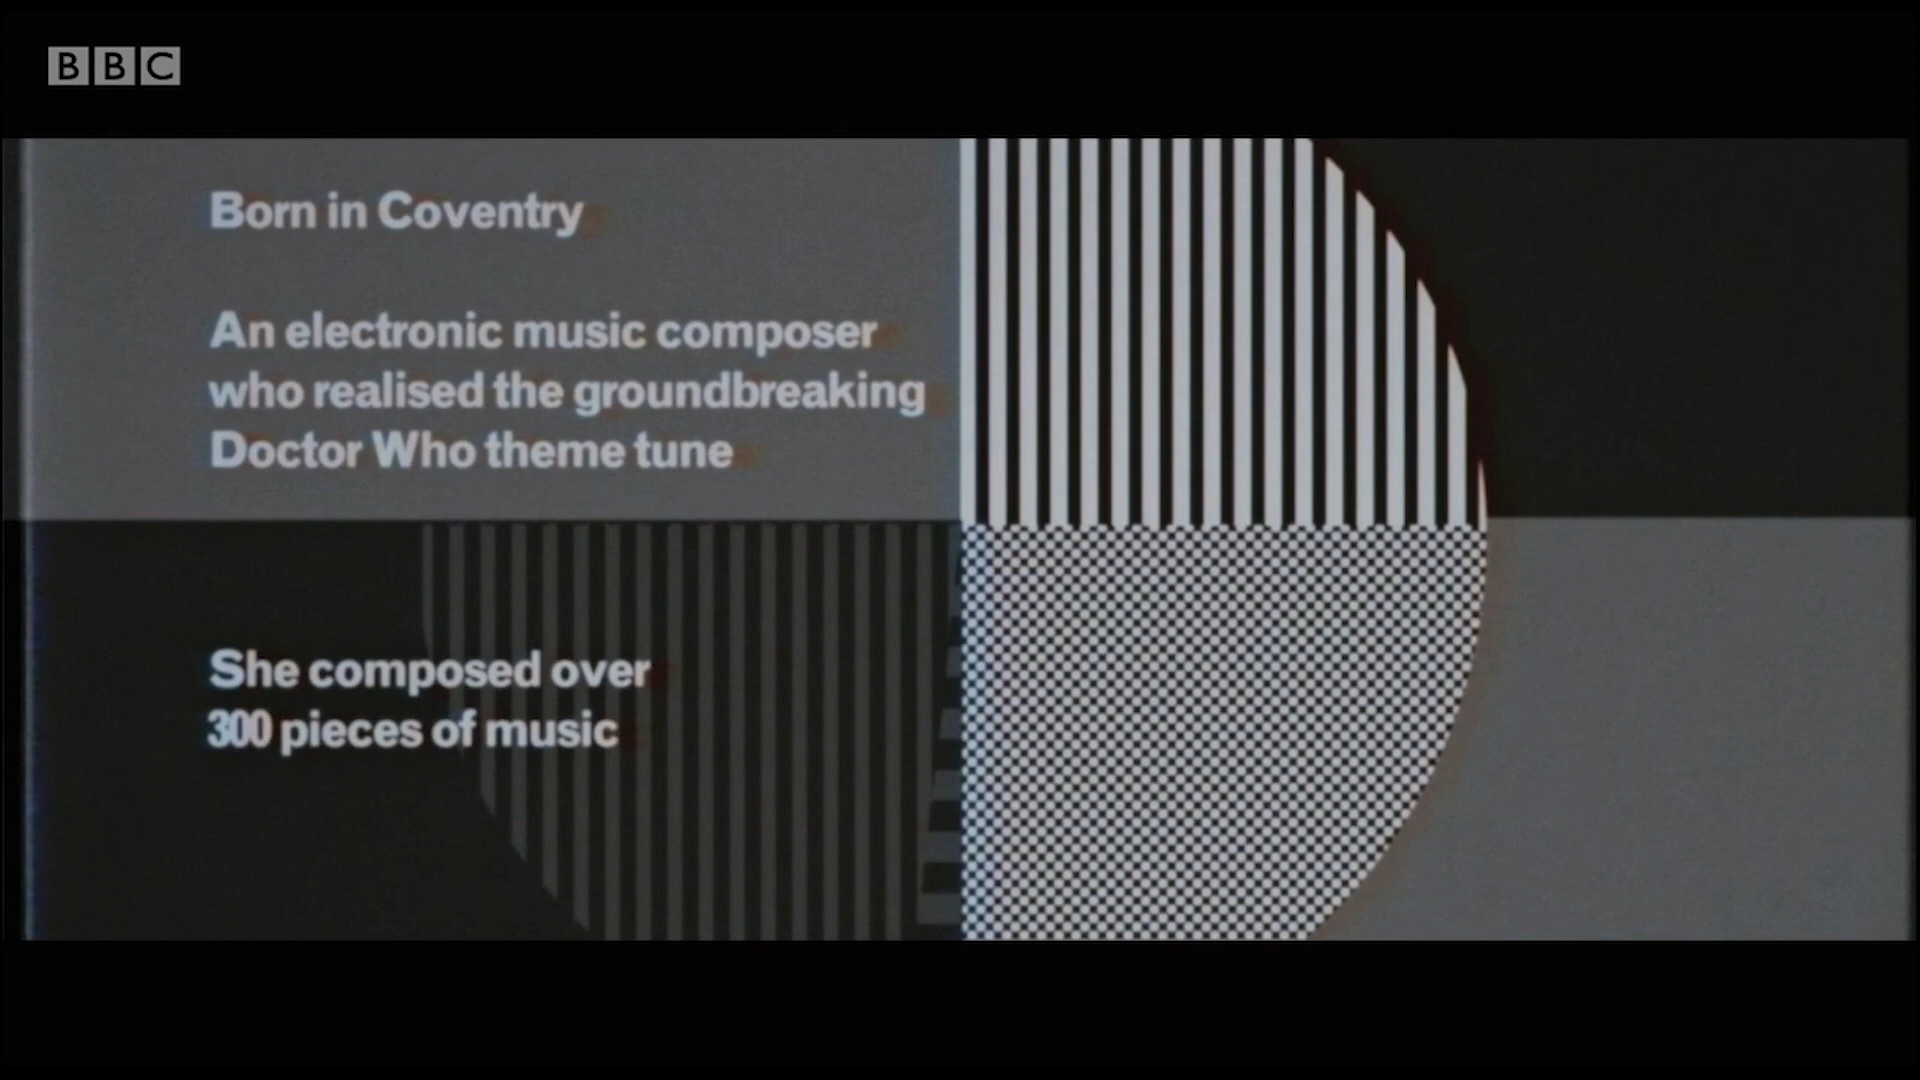 BBC
Born in Coventry
An electronic music composer
who realised the groundbreaking
Doctor Who theme tune
She composed over
300 pieces of music